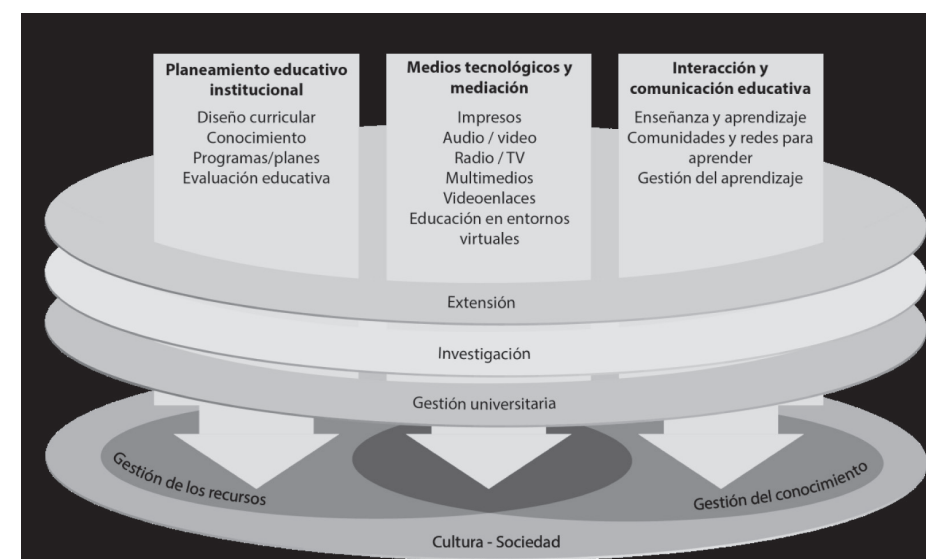 Planeamiento educativo
institucional
Diseño curricular
Conocimiento
Programas/planes
Evaluación educativa
Medios tecnológicos y
mediación
Impresos
Audio / video
Radio / TV
Multimedios
Videoenlaces
Educación en entornos
virtuales
Interacción y
comunicación educativa
Enseñanza y aprendizaje
Comunidades y redes para
aprender
Gestión del aprendizaje
Extensión
Investigación
Gestión universitaria
Gestión de los recursos
Gestión del conocimiento
Cultura - Sociedad